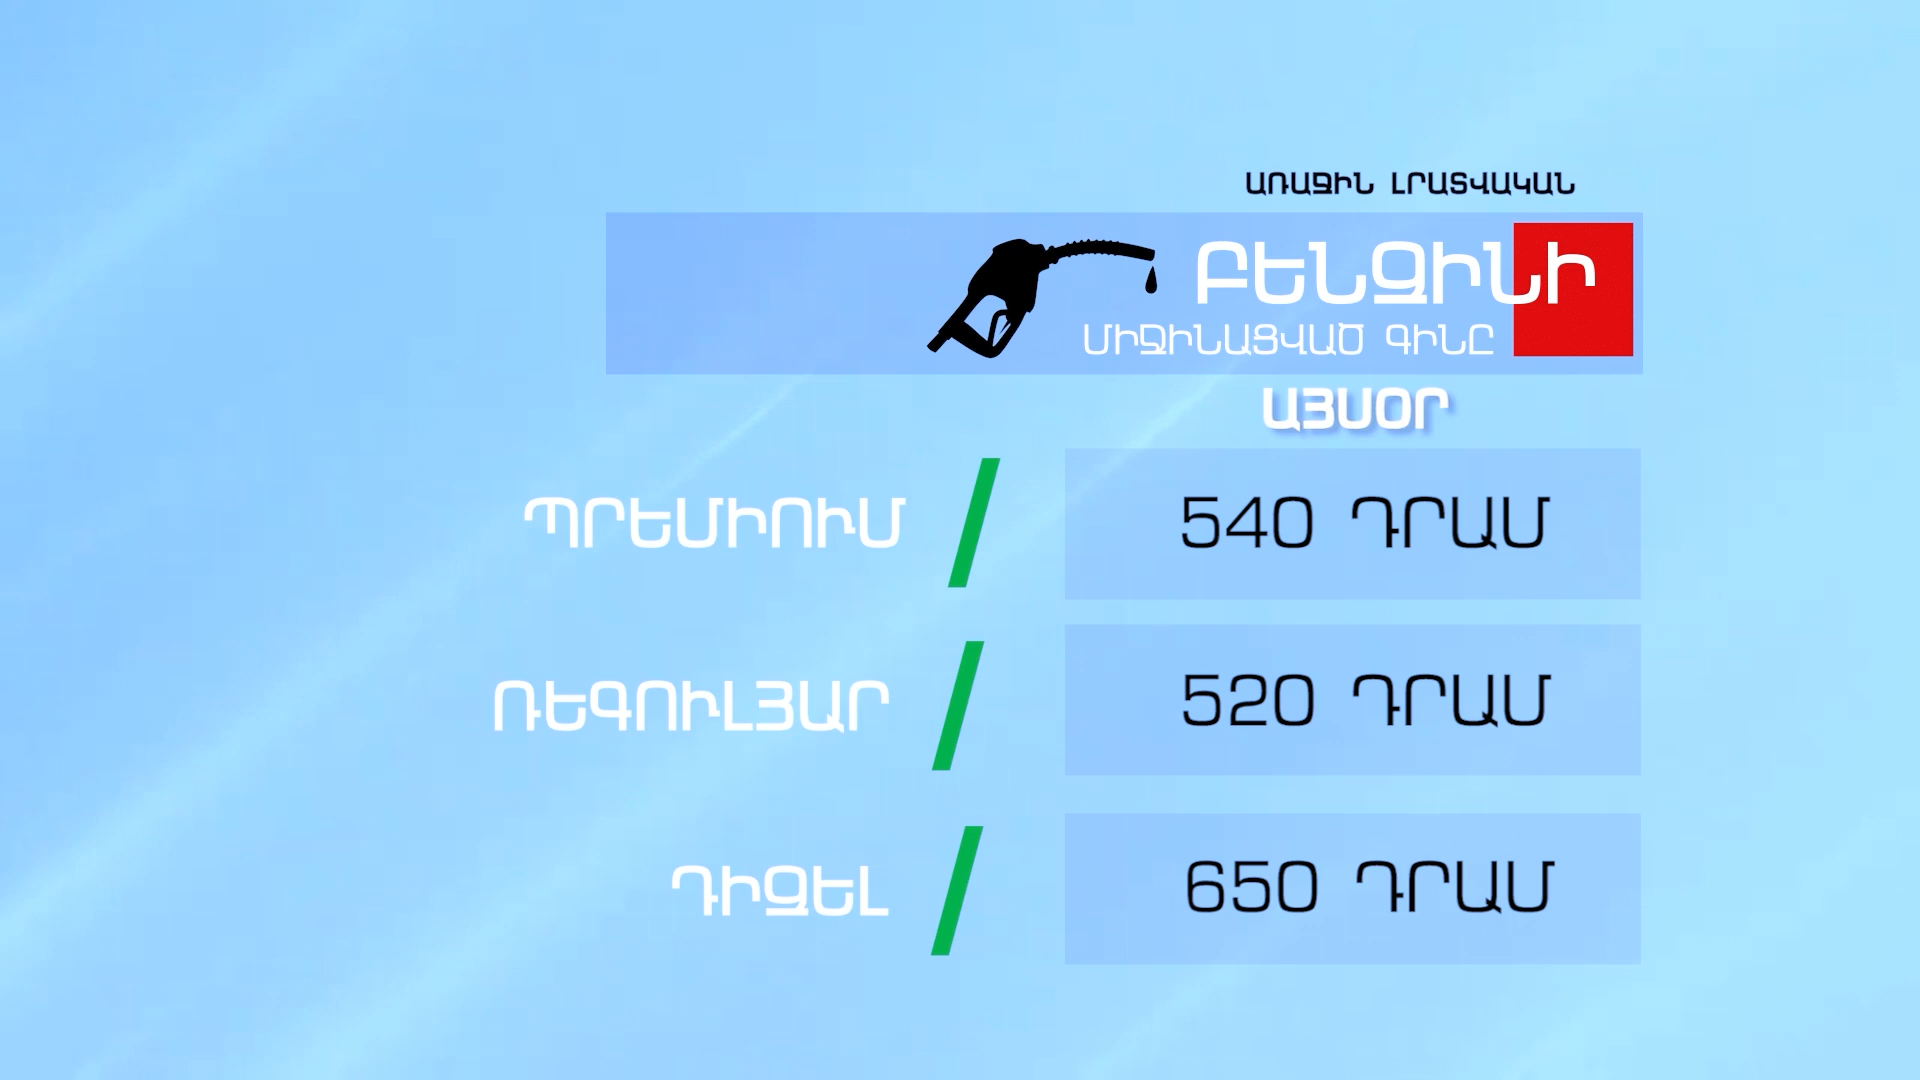 ԱՌԱՋԻՆ ԼՐԱՏՎԱԿԱՆ
ԲԵՆԶԻՆԻ
ՄԻՋԻՆԱՑՎԱԾ ԳԻՆԸ
ԱՅՍՕՐ
ՊՐԵՄԻՈՒՄ / 540 ԴՐԱՄ
ՌԵԳՈՒԼՅԱՐ / 520 ԴՐԱՄ
ԴԻԶԵԼ / 650 ԴՐԱՄ